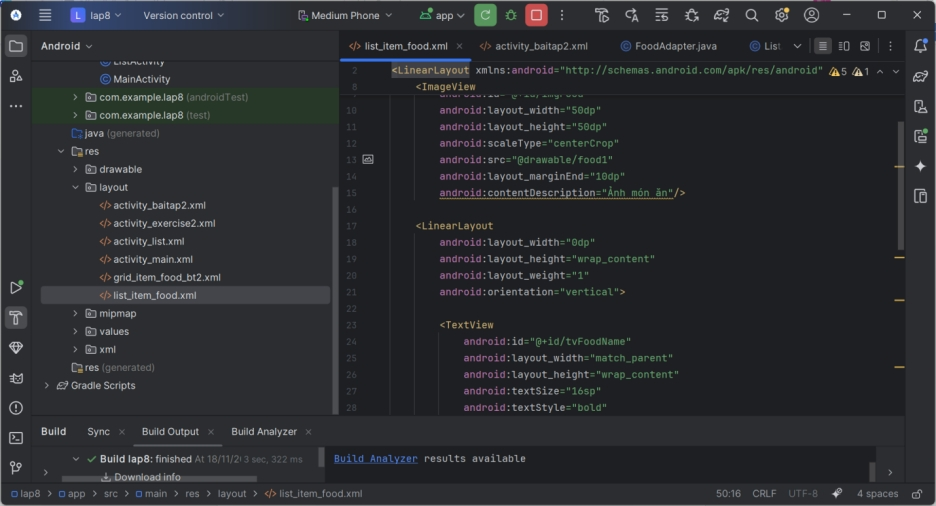 L lap8 Version control Medium Phone app
Android
list_item_food.xml activity_baitap2.xml FoodAdapter.java List
ListActivity
MainActivity
com.example.lap8 (androidTest)
com.example.lap8 (test)
java (generated)
res
drawable
layout
activity_baitap2.xml
activity_exercise2.xml
activity_list.xml
activity_main.xml
grid_item_food_bt2.xml
list_item_food.xml
mipmap
values
xml
res (generated)
Gradle Scripts
2 <LinearLayout xmlns:android="http://schemas.android.com/apk/res/android" 5 1
8 <ImageView
android:id="@+id/imgFood"
10 android:layout_width="50dp"
11 android:layout_height="50dp"
12 android:scaleType="centerCrop"
13 android:src="@drawable/food1"
14 android:layout_marginEnd="10dp"
15 android:contentDescription="Ảnh món ăn"/>
16
17 <LinearLayout
18 android:layout_width="0dp"
19 android:layout_height="wrap_content"
20 android:layout_weight="1"
21 android:orientation="vertical">
22
23 <TextView
24 android:id="@+id/tvFoodName"
25 android:layout_width="match_parent"
26 android:layout_height="wrap_content"
27 android:textSize="16sp"
28 android:textStyle="bold"
Build Sync Build Output Build Analyzer
Build lap8: finished At 18/11/2 3 sec, 322 ms
Download info
Build Analyzer results available
lap8 > app > src > main > res > layout > list_item_food.xml 50:16 CRLF UTF-8 4 spaces